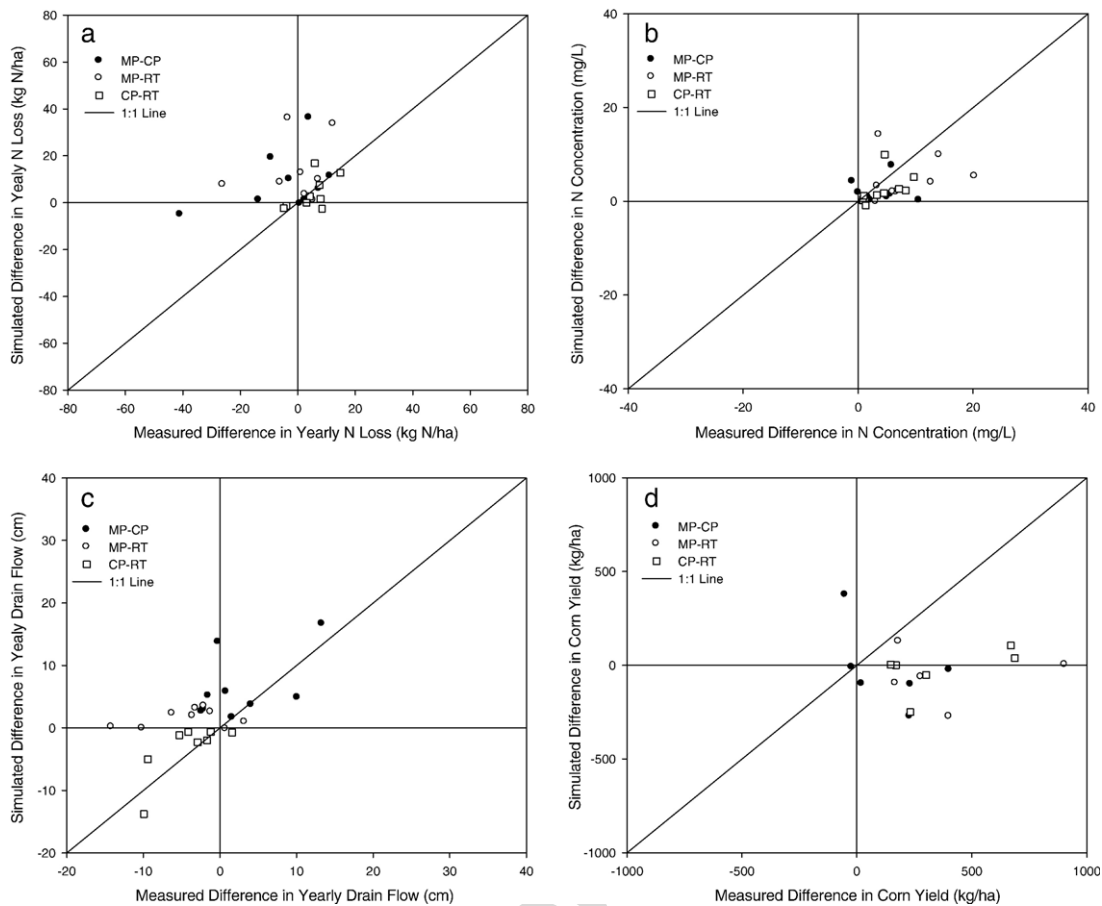 a
MP-CP
MP-RT
CP-RT
1:1 Line
80
60
40
20
0
-20
-40
-60
-80
-80 -60 -40 -20 0 20 40 60 80
Simulated Difference in Yealy N Loss (kg N/ha)
Measured Difference in Yearly N Loss (kg N/ha)
b
MP-CP
MP-RT
CP-RT
1:1 Line
40
20
0
-20
-40
-40 -20 0 20 40
Simulated Difference in N Concentration (mg/L)
Measured Difference in N Concentration (mg/L)
c
MP-CP
MP-RT
CP-RT
1:1 Line
40
30
20
10
0
-10
-20
-20 -10 0 10 20 30 40
Simulated Difference in Yealy Drain Flow (cm)
Measured Difference in Yearly Drain Flow (cm)
d
MP-CP
MP-RT
CP-RT
1:1 Line
1000
500
0
-500
-1000
-1000 -500 0 500 1000
Simulated Difference in Corn Yield (kg/ha)
Measured Difference in Corn Yield (kg/ha)